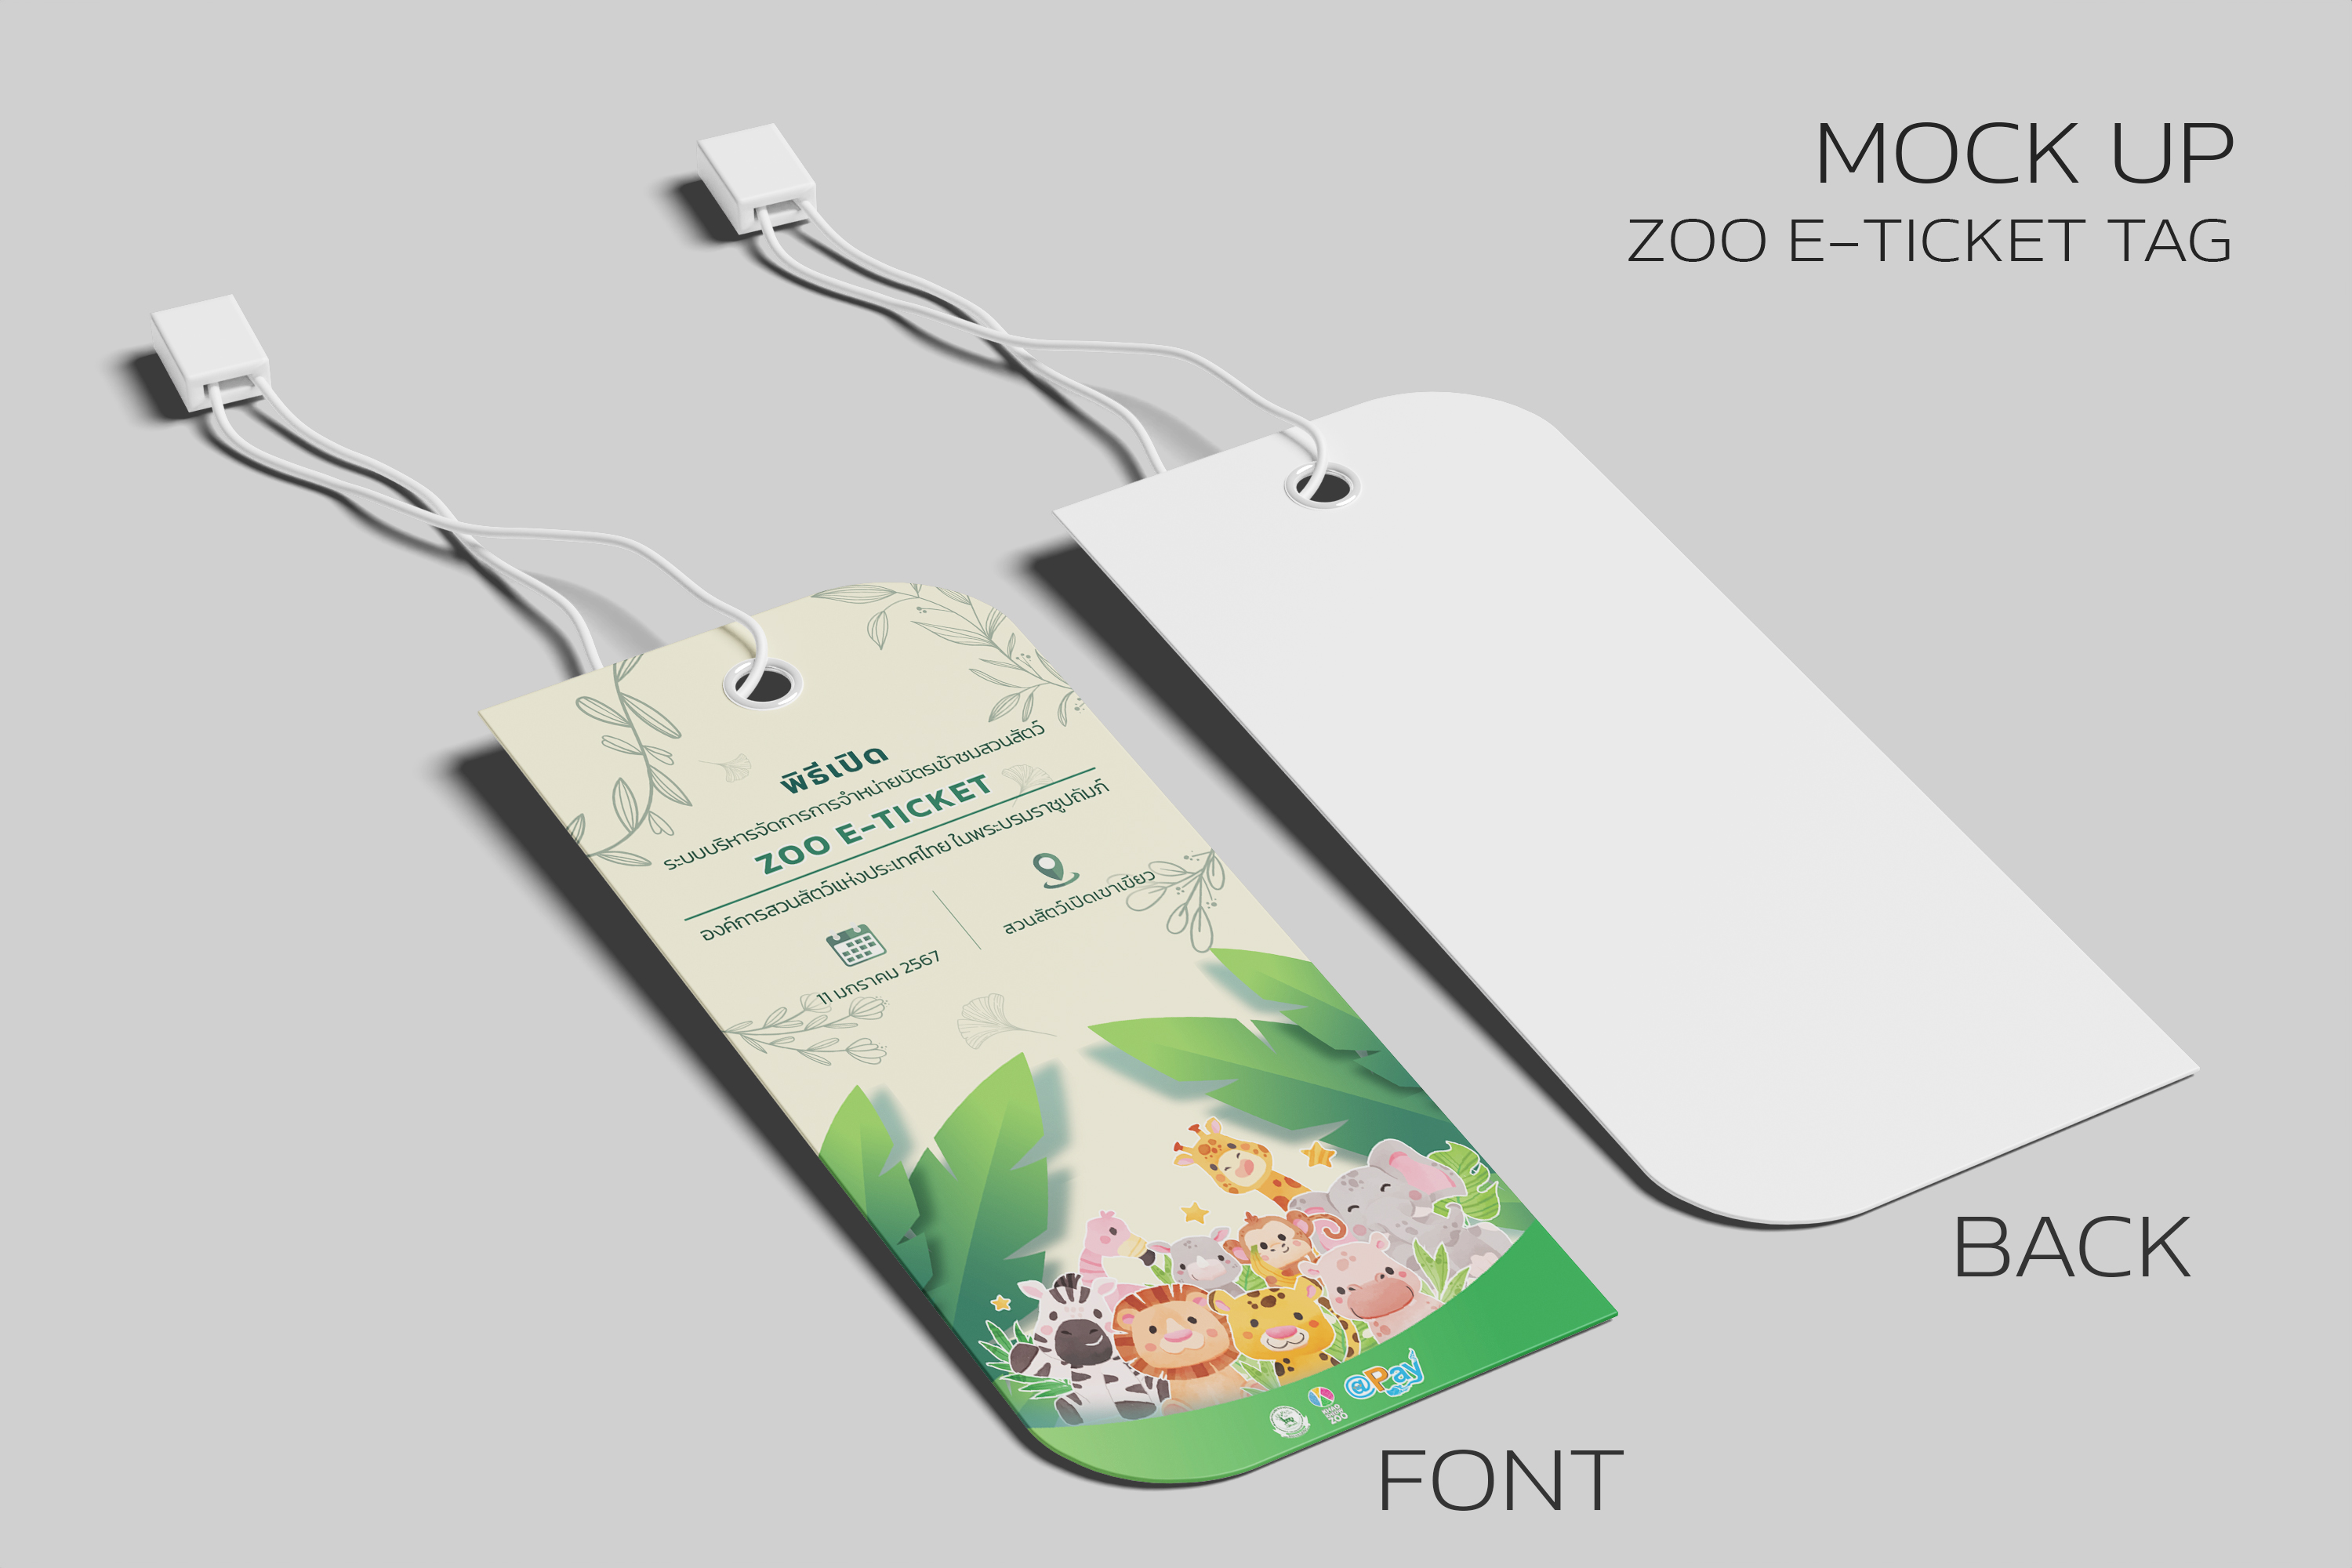 MOCK UP
ZOO E-TICKET TAG
พิธีเปิด
ระบบบริหารจัดการการจำหน่ายบัตรเข้าชมสวนสัตว์
ZOO E-TICKET
องค์การสวนสัตว์แห่งประเทศไทย ในพระบรมราชูปถัมภ์
11 มกราคม 2567
สวนสัตว์เปิดเขาเขียว
KHAO
ZOO
@Pay
FONT
BACK